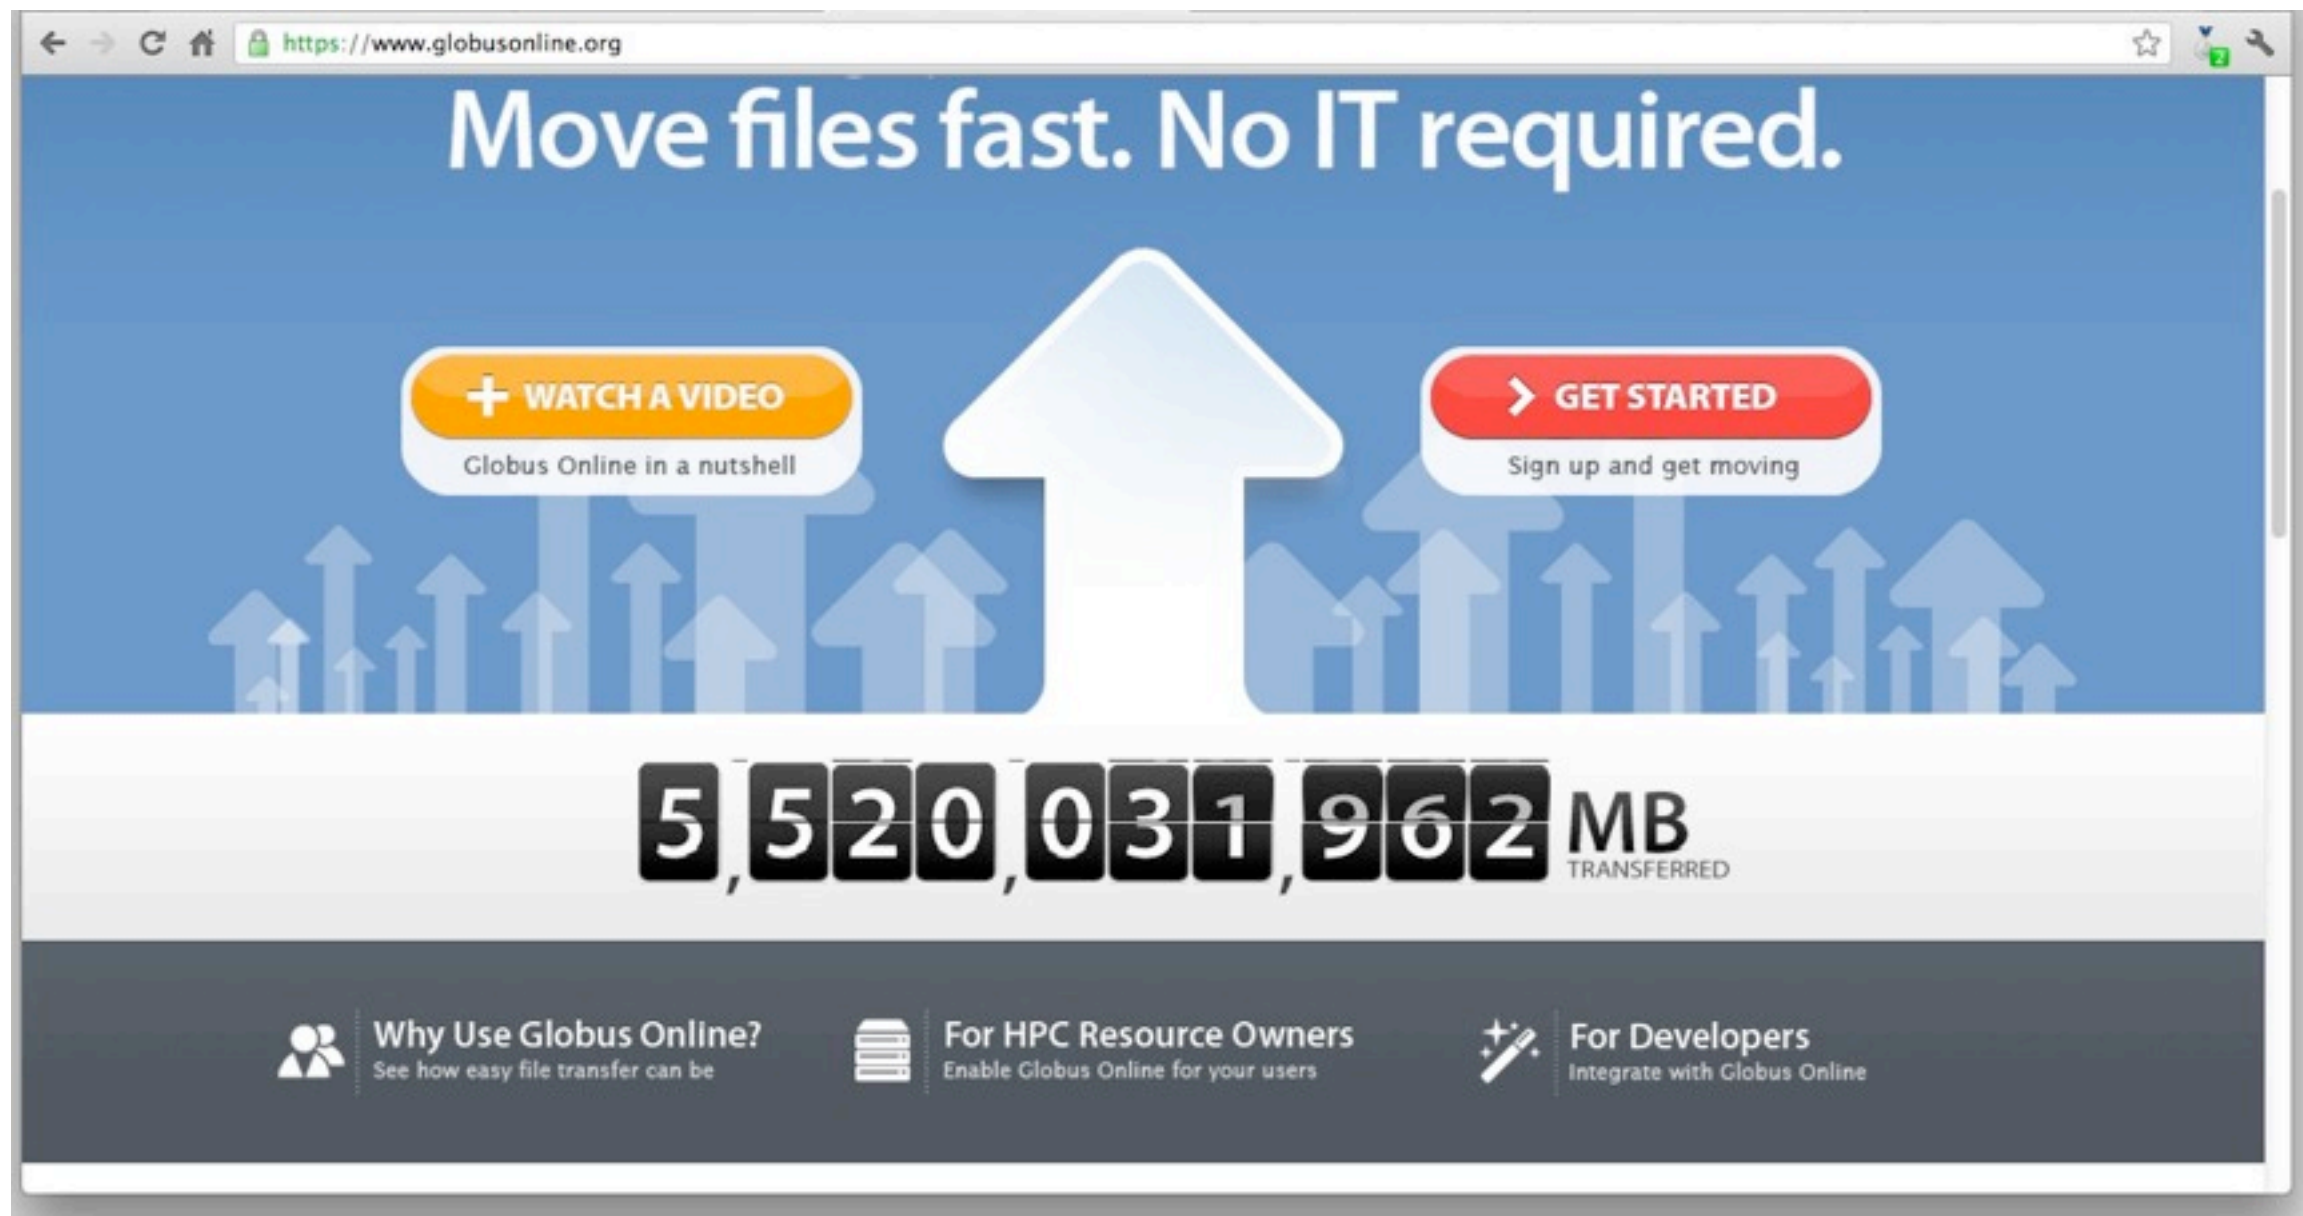 https://www.globusonline.org
2
Move files fast. No IT required.
WATCH A VIDEO
Globus Online in a nutshell
GET STARTED
Sign up and get moving
5,520,031,962 MB
TRANSFERRED
Why Use Globus Online?
See how easy file transfer can be
For HPC Resource Owners
Enable Globus Online for your users
For Developers
Integrate with Globus Online